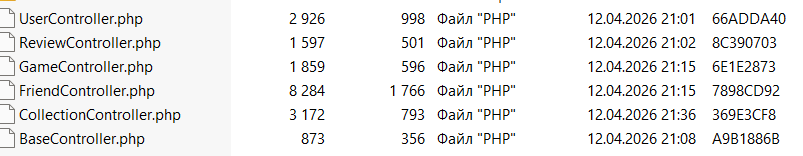 UserController.php 2 926 998 Файл "PHP" 12.04.2026 21:01 66ADDA40
ReviewController.php 1 597 501 Файл "PHP" 12.04.2026 21:02 8C390703
GameController.php 1 859 596 Файл "PHP" 12.04.2026 21:15 6E1E2873
FriendController.php 8 284 1 766 Файл "PHP" 12.04.2026 21:15 7898CD92
CollectionController.php 3 172 793 Файл "PHP" 12.04.2026 21:36 369E3CF8
BaseController.php 873 356 Файл "PHP" 12.04.2026 21:08 A9B1886B